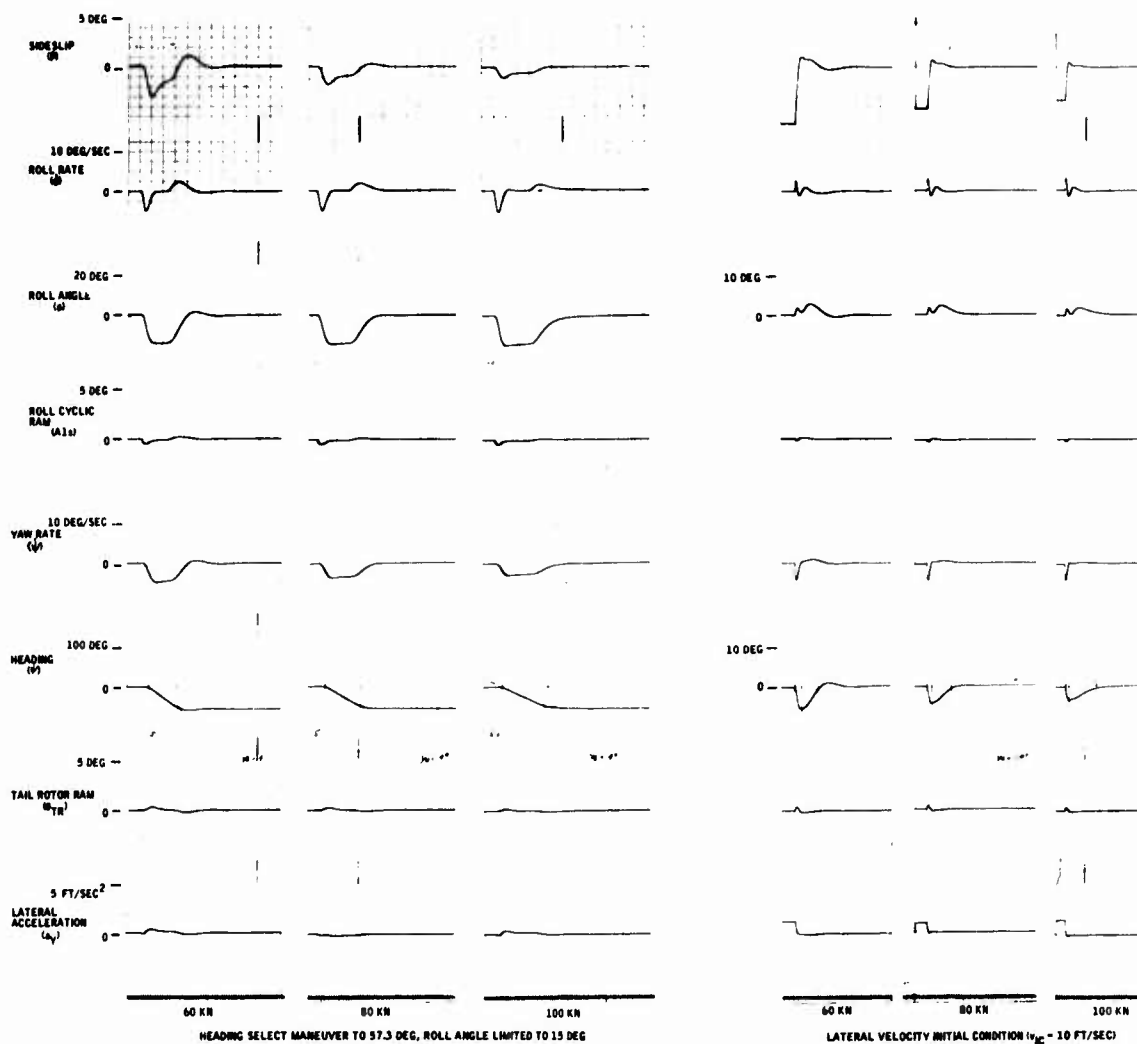 5 DEG
SIDESLIP
(β)
0
10 DEG/SEC
ROLL RATE
0
20 DEG
ROLL ANGLE
0
10 DEG
0
5 DEG
ROLL CYCLIC
RAM
(A1s)
0
10 DEG/SEC
YAW RATE
0
100 DEG
HEADING
(ψ)
0
10 DEG
0
5 DEG
TAIL ROTOR RAM
0
5 FT/SEC²
LATERAL
ACCELERATION
0
60 KN 80 KN 100 KN 60 KN 80 KN 100 KN
HEADING SELECT MANEUVER TO 57.3 DEG, ROLL ANGLE LIMITED TO 15 DEG
LATERAL VELOCITY INITIAL CONDITION (vIC = 10 FT/SEC)